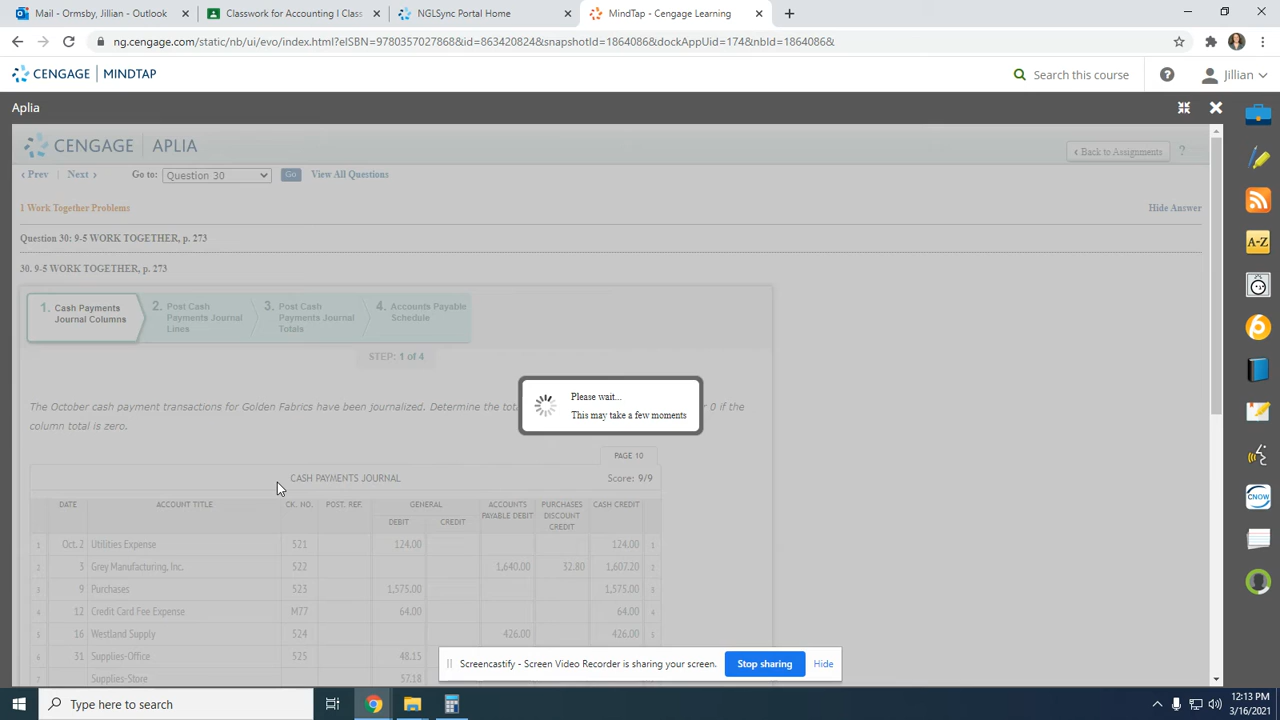 Mail - Ormsby, Jillian - Outlook
Classwork for Accounting I Class
NGLSync Portal Home
MindTap - Cengage Learning
ng.cengage.com/static/nb/ui/evo/index.html?eISBN=9780357027868&id=863420824&snapshotId=1864086&dockAppUid=174&nbId=1864086&
CENGAGE | MINDTAP
Search this course
?
Jillian
Aplia
CENGAGE | APLIA
‹ Back to Assignments
?
‹ Prev | Next › Go to: Question 30 Go View All Questions
1 Work Together Problems
Hide Answer
Question 30: 9-5 WORK TOGETHER, p. 273
30. 9-5 WORK TOGETHER, p. 273
1. Cash Payments Journal Columns
2. Post Cash Payments Journal Lines
3. Post Cash Payments Journal Totals
4. Accounts Payable Schedule
STEP: 1 of 4
Please wait...
This may take a few moments
The October cash payment transactions for Golden Fabrics have been journalized. Determine the
0 if the
column total is zero.
PAGE 10
CASH PAYMENTS JOURNAL Score: 9/9
DATE ACCOUNT TITLE CK. NO. POST. REF. GENERAL ACCOUNTS PAYABLE DEBIT PURCHASES DISCOUNT CREDIT CASH CREDIT
DEBIT CREDIT
1 Oct. 2 Utilities Expense 521 124.00 124.00 1
2 3 Grey Manufacturing, Inc. 522 1,640.00 32.80 1,607.20 2
3 9 Purchases 523 1,575.00 1,575.00 3
4 12 Credit Card Fee Expense M77 64.00 64.00 4
5 16 Westland Supply 524 426.00 426.00 5
6 31 Supplies-Office 525 48.15
Supplies-Store 57.18
Screencastify - Screen Video Recorder is sharing your screen.
Stop sharing
Hide
Type here to search
12:13 PM
3/16/2021
A-Z
CNOW